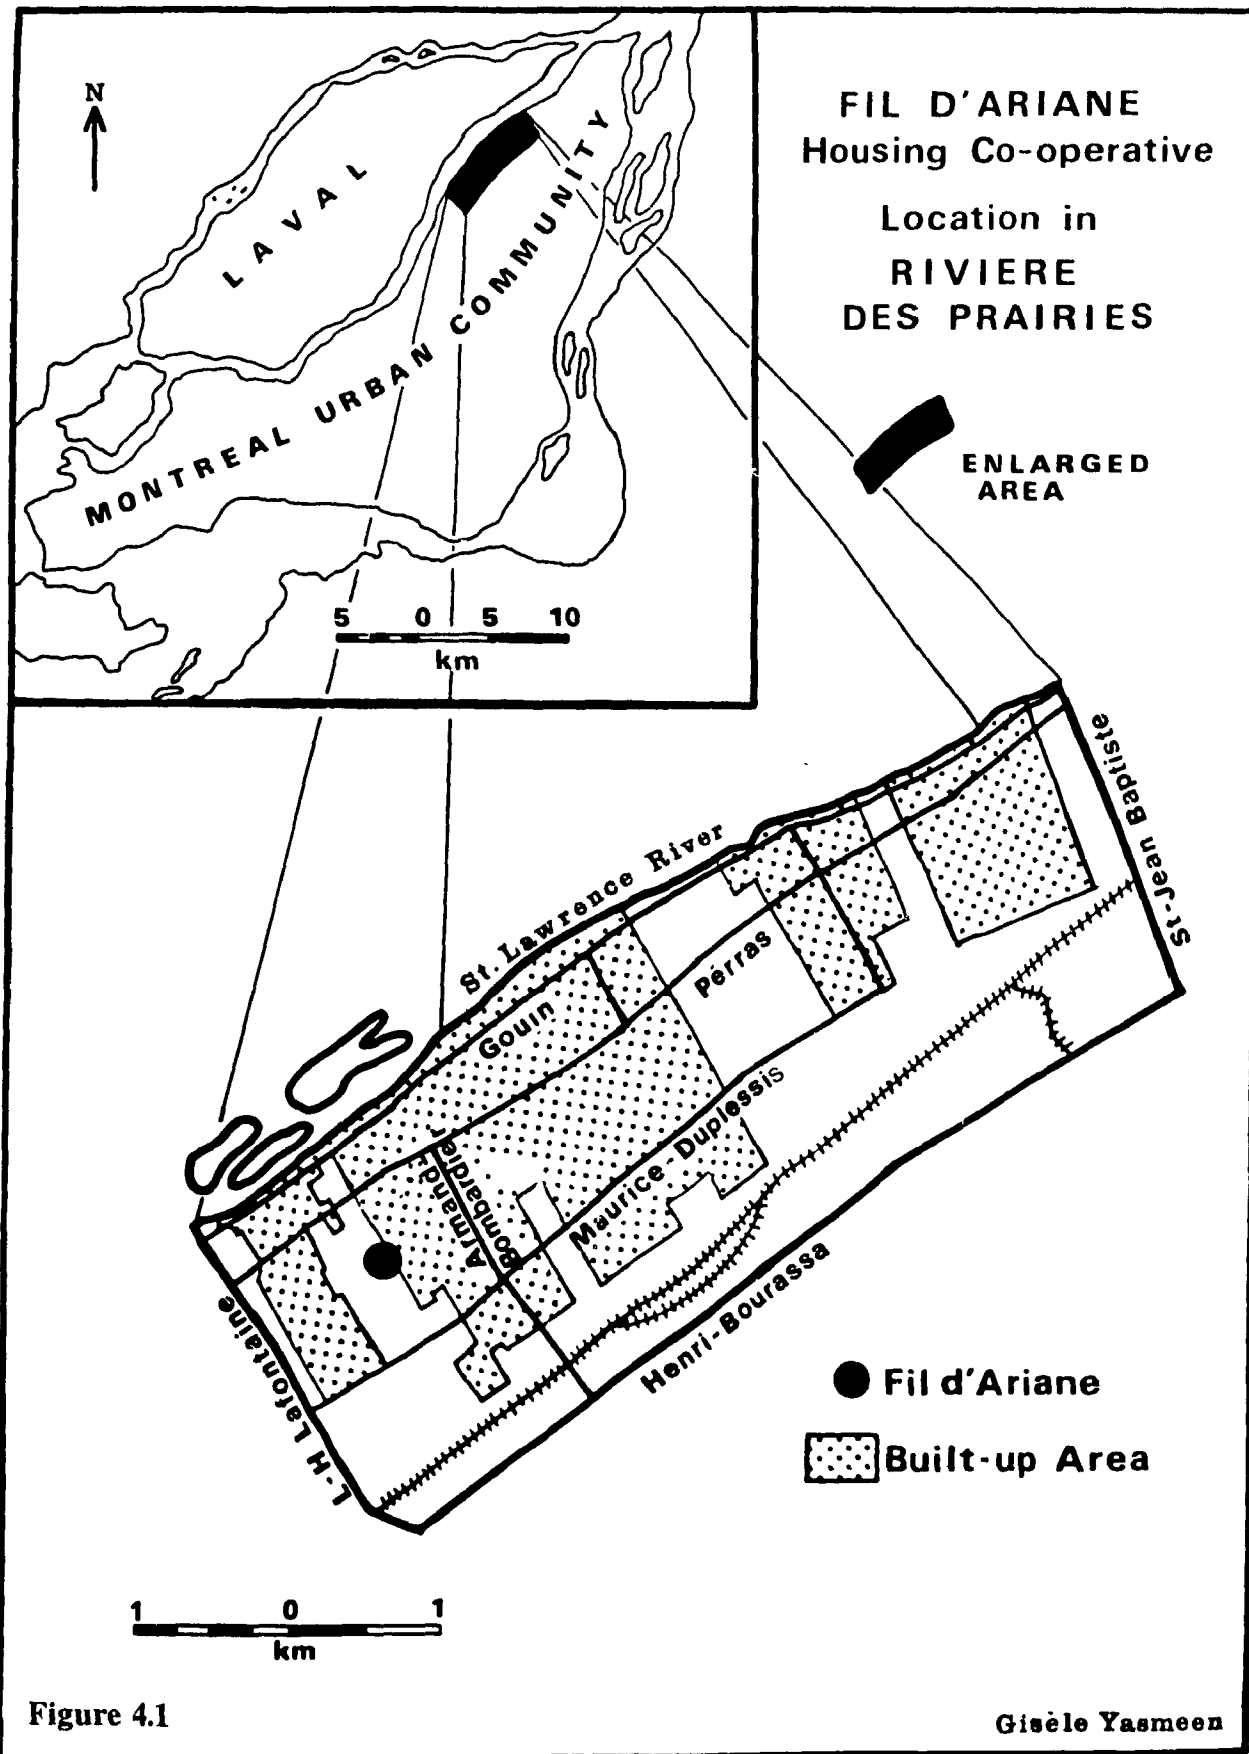 FIL D'ARIANE
Housing Co-operative
Location in
RIVIERE
DES PRAIRIES
N
LAVAL
MONTREAL URBAN COMMUNITY
ENLARGED
AREA
5 0 5 10
km
St. Lawrence River
St-Jean Baptiste
Gouin
Perras
Maurice-Duplessis
Armand-
Bombardier
Henri-Bourassa
L-H Lafontaine
Fil d'Ariane
Built-up Area
1 0 1
km
Figure 4.1
Gisèle Yasmeen